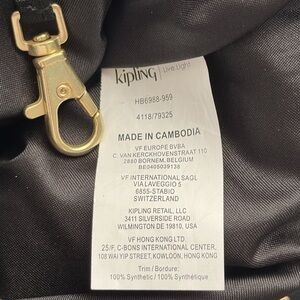 kipling | Live Light
HB6988-959
4118/79325
MADE IN CAMBODIA
VF EUROPE BVBA
C. VAN KERCKHOVENSTRAAT 110
2880 BORNEM, BELGIUM
BE0405039138
VF INTERNATIONAL SAGL
VIA LAVEGGIO 5
6855-STABIO
SWITZERLAND
KIPLING RETAIL, LLC
3411 SILVERSIDE ROAD
WILMINGTON DE 19810, USA
VF HONG KONG LTD.
25/F, C-BONS INTERNATIONAL CENTER,
108 WAI YIP STREET, KOWLOON, HONG KONG
Trim / Bordure:
100% Synthetic / 100% Synthétique